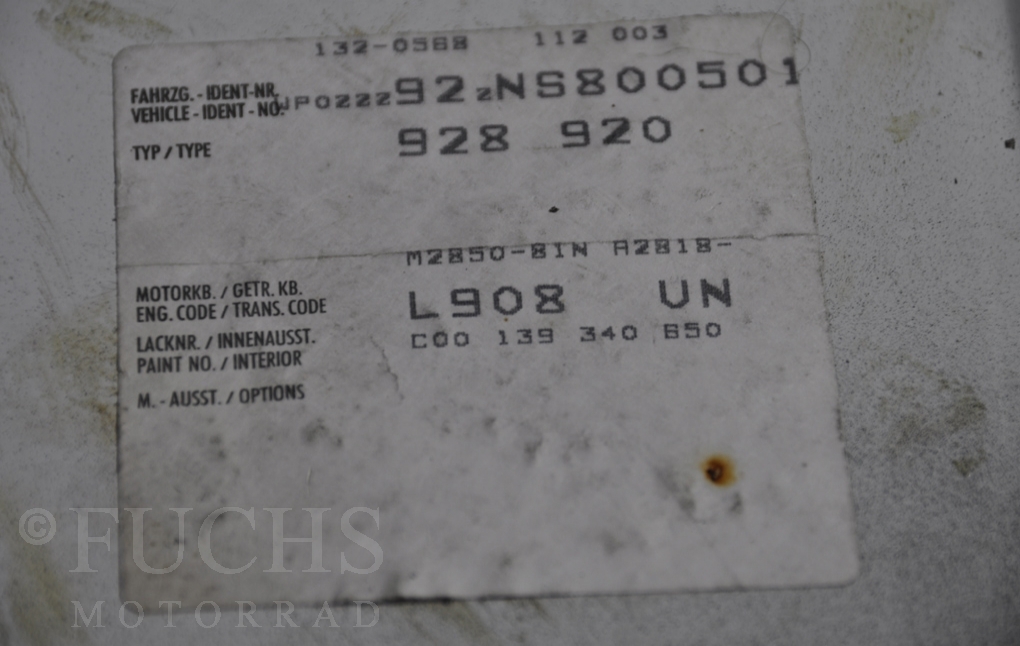 132-0568 112 003
FAHRZG. - IDENT-NR.
VEHICLE - IDENT - NO. WP0ZZZ92ZNS800501
TYP / TYPE 928 920
M2850-81N A2818-
MOTORKB. / GETR. KB.
ENG. CODE / TRANS. CODE L908 UN
LACKNR. / INNENAUSST. C00 139 340 650
PAINT NO. / INTERIOR
M. - AUSST. / OPTIONS
© FUCHS
MOTORRAD